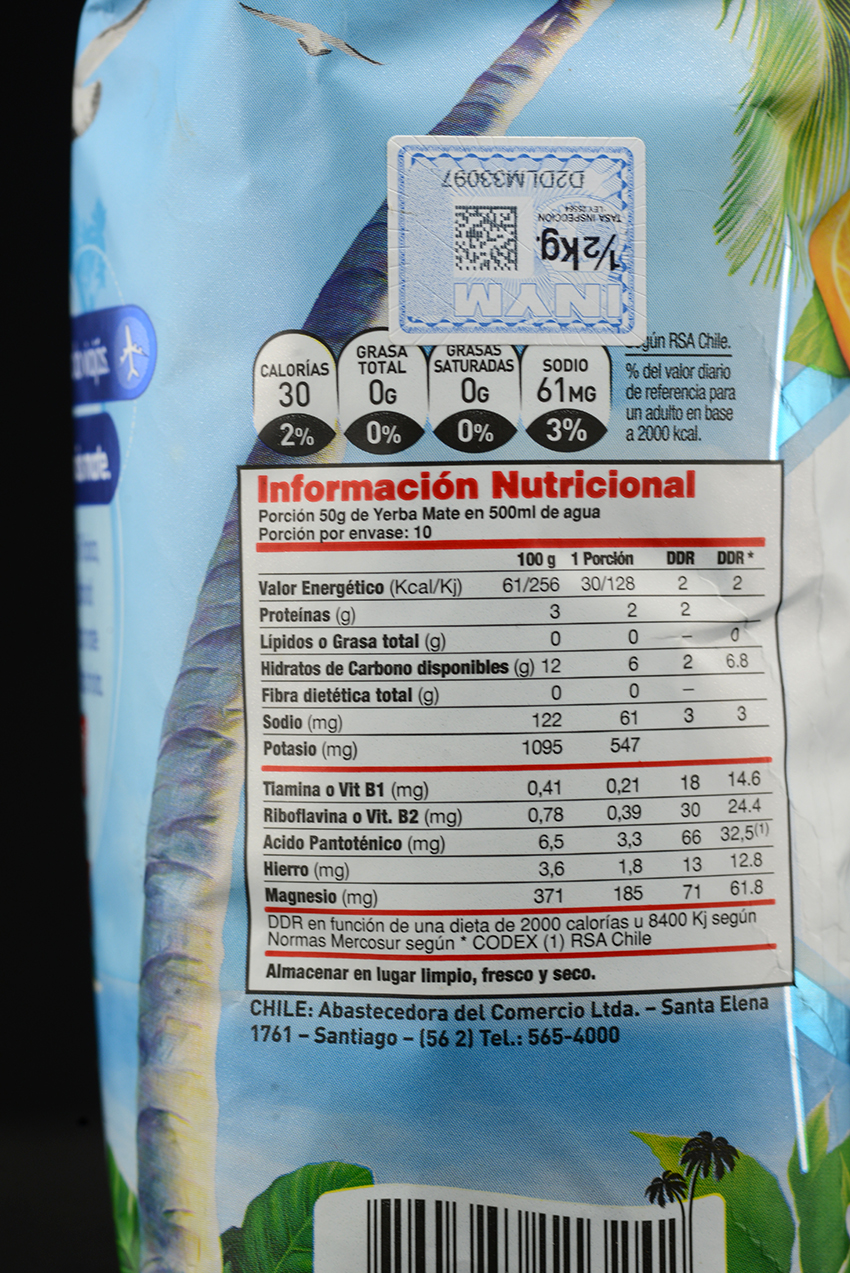 D2DLM33097
TASA INSPECCIÓN
LEY 25564
½kg.
INYM
CALORÍAS
30
2%
GRASA
TOTAL
0G
0%
GRASAS
SATURADAS
0G
0%
SODIO
61MG
3%
RSA Chile.
% del valor diario
de referencia para
un adulto en base
a 2000 kcal.
Información Nutricional
Porción 50g de Yerba Mate en 500ml de agua
Porción por envase: 10
100 g 1 Porción DDR DDR *
Valor Energético (Kcal/Kj) 61/256 30/128 2 2
Proteínas (g) 3 2 2
Lípidos o Grasa total (g) 0 0 – 0
Hidratos de Carbono disponibles (g) 12 6 2 6.8
Fibra dietética total (g) 0 0 –
Sodio (mg) 122 61 3 3
Potasio (mg) 1095 547
Tiamina o Vit B1 (mg) 0,41 0,21 18 14.6
Riboflavina o Vit. B2 (mg) 0,78 0,39 30 24.4
Acido Pantoténico (mg) 6,5 3,3 66 32,5(1)
Hierro (mg) 3,6 1,8 13 12.8
Magnesio (mg) 371 185 71 61.8
DDR en función de una dieta de 2000 calorías u 8400 Kj según
Normas Mercosur según * CODEX (1) RSA Chile
Almacenar en lugar limpio, fresco y seco.
CHILE: Abastecedora del Comercio Ltda. – Santa Elena
1761 – Santiago – (56 2) Tel.: 565-4000